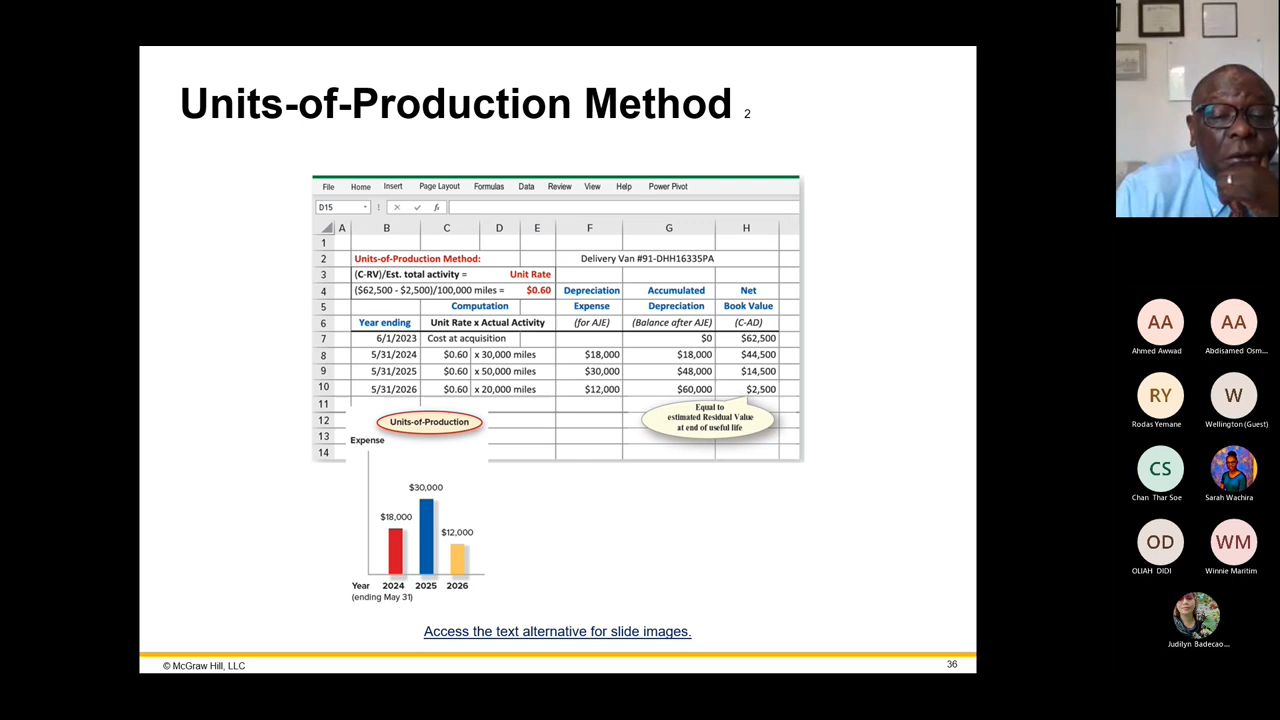 Units-of-Production Method 2
File Home Insert Page Layout Formulas Data Review View Help Power Pivot
D15 fx
A B C D E F G H
1
2 Units-of-Production Method: Delivery Van #91-DHH16335PA
3 (C-RV)/Est. total activity = Unit Rate
4 ($62,500 - $2,500)/100,000 miles = $0.60 Depreciation Accumulated Net
5 Computation Expense Depreciation Book Value
6 Year ending Unit Rate x Actual Activity (for AJE) (Balance after AJE) (C-AD)
7 6/1/2023 Cost at acquisition $0 $62,500
8 5/31/2024 $0.60 x 30,000 miles $18,000 $18,000 $44,500
9 5/31/2025 $0.60 x 50,000 miles $30,000 $48,000 $14,500
10 5/31/2026 $0.60 x 20,000 miles $12,000 $60,000 $2,500
11
12
13
14
Equal to
estimated Residual Value
at end of useful life
Units-of-Production
Expense
$30,000
$18,000
$12,000
Year 2024 2025 2026
(ending May 31)
Access the text alternative for slide images.
© McGraw Hill, LLC
36
AA AA
Ahmed Awwad Abdisamed Osm...
RY W
Rodas Yemane Wellington (Guest)
CS
Chan Thar Soe Sarah Wachira
OD WM
OLIAH DIDI Winnie Maritim
Judilyn Badecao...